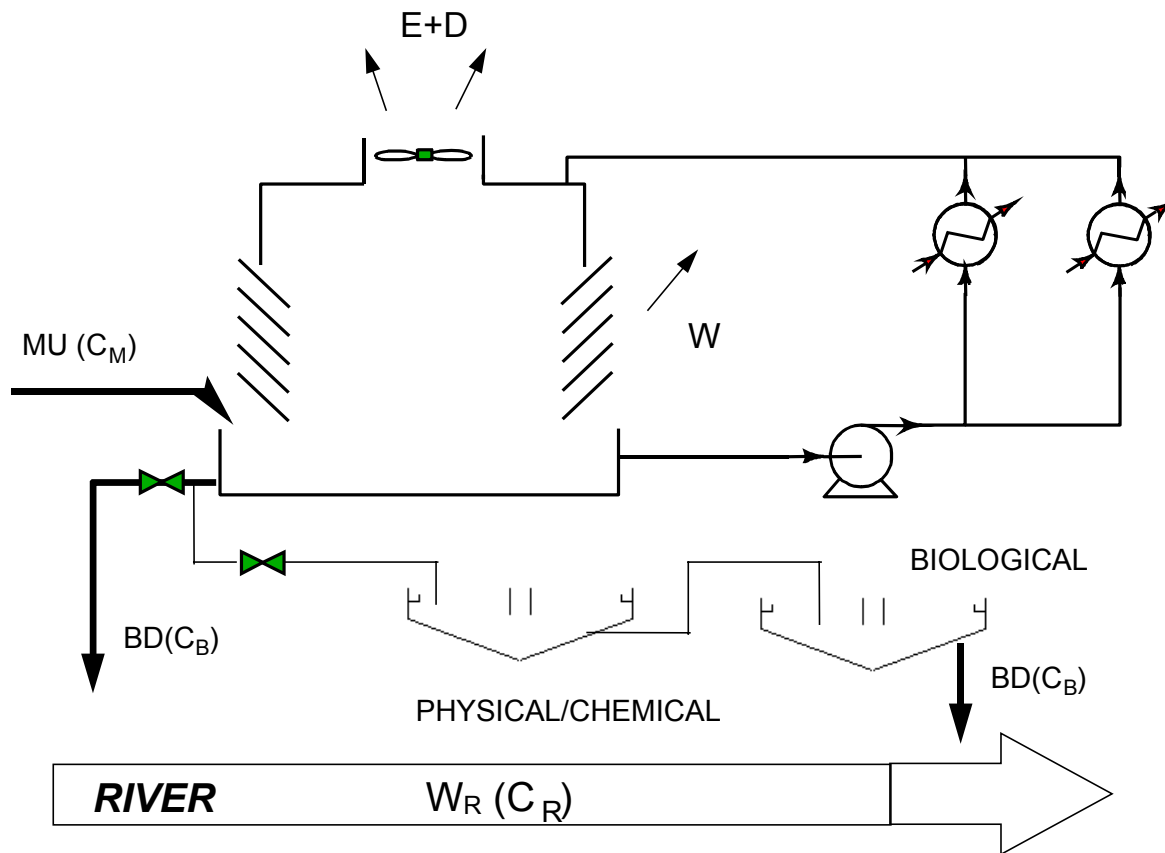 E+D
W
MU (C_M)
BIOLOGICAL
BD(C_B)
BD(C_B)
PHYSICAL/CHEMICAL
RIVER W_R (C_R)